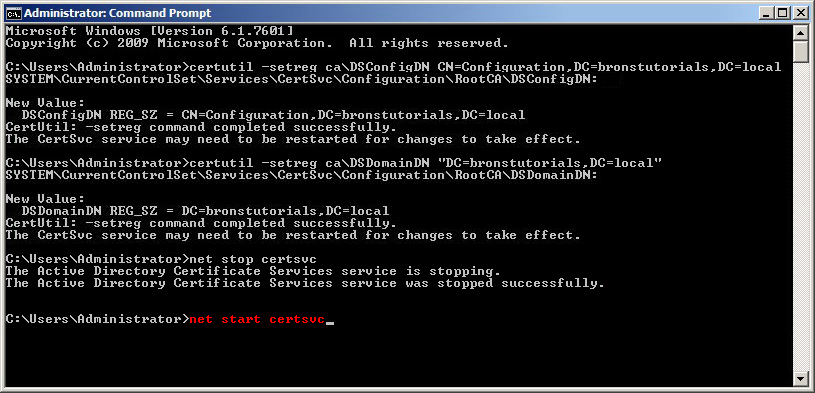 Administrator: Command Prompt
Microsoft Windows [Version 6.1.7601]
Copyright (c) 2009 Microsoft Corporation.  All rights reserved.
C:\Users\Administrator>certutil -setreg ca\DSConfigDN CN=Configuration,DC=bronstutorials,DC=local
SYSTEM\CurrentControlSet\Services\CertSvc\Configuration\RootCA\DSConfigDN:
New Value:
DSConfigDN REG_SZ = CN=Configuration,DC=bronstutorials,DC=local
CertUtil: -setreg command completed successfully.
The CertSvc service may need to be restarted for changes to take effect.
C:\Users\Administrator>certutil -setreg ca\DSDomainDN "DC=bronstutorials,DC=local"
SYSTEM\CurrentControlSet\Services\CertSvc\Configuration\RootCA\DSDomainDN:
New Value:
DSDomainDN REG_SZ = DC=bronstutorials,DC=local
CertUtil: -setreg command completed successfully.
The CertSvc service may need to be restarted for changes to take effect.
C:\Users\Administrator>net stop certsvc
The Active Directory Certificate Services service is stopping.
The Active Directory Certificate Services service was stopped successfully.
C:\Users\Administrator>net start certsvc